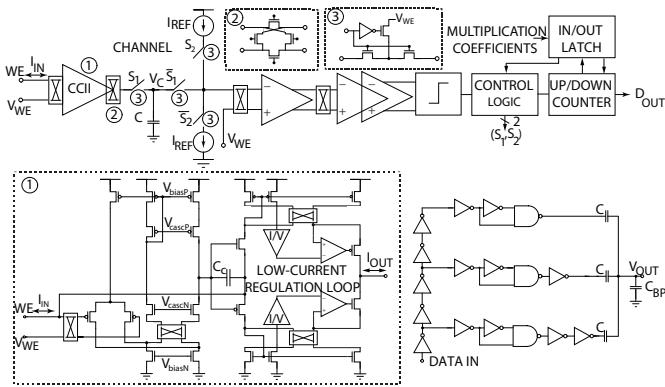 I_REF
S_2
CHANNEL
②
③
V_WE
MULTIPLICATION
COEFFICIENTS
IN/OUT
LATCH
WE
I_IN
①
CCII
S_1
V_C
S̅_1
③
③
③
C
②
V_WE
S̅_2
③
I_REF
V_WE
CONTROL
LOGIC
UP/DOWN
COUNTER
D_OUT
2
(S_1,S_2)
①
V_biasP
V_cascP
C_C
I/V
LOW-CURRENT
REGULATION LOOP
I_OUT
WE
I_IN
V_cascN
I/V
V_WE
V_biasN
C
C
V_OUT
C_BP
C
DATA IN